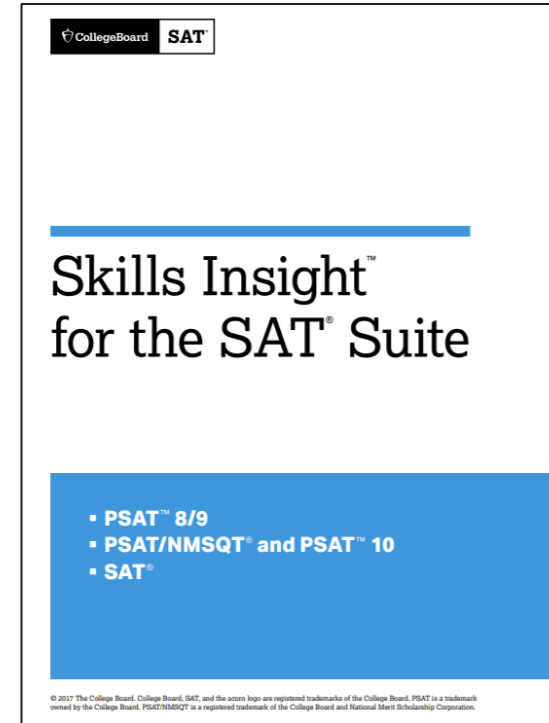 CollegeBoard SAT®
Skills Insight™
for the SAT® Suite
▪ PSAT™ 8/9
▪ PSAT/NMSQT® and PSAT™ 10
▪ SAT®
© 2017 The College Board. College Board, SAT, and the acorn logo are registered trademarks of the College Board. PSAT is a trademark
owned by the College Board. PSAT/NMSQT is a registered trademark of the College Board and National Merit Scholarship Corporation.